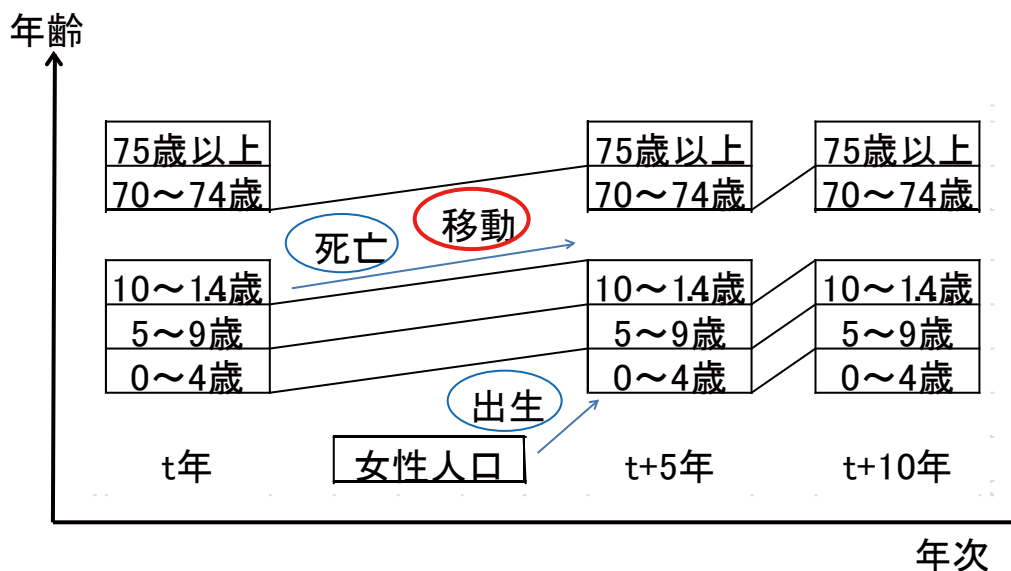 年齢
75歳以上
70～74歳
75歳以上
70～74歳
75歳以上
70～74歳
死亡
移動
10～14歳
5～9歳
0～4歳
10～14歳
5～9歳
0～4歳
10～14歳
5～9歳
0～4歳
出生
女性人口
t年
t+5年
t+10年
年次